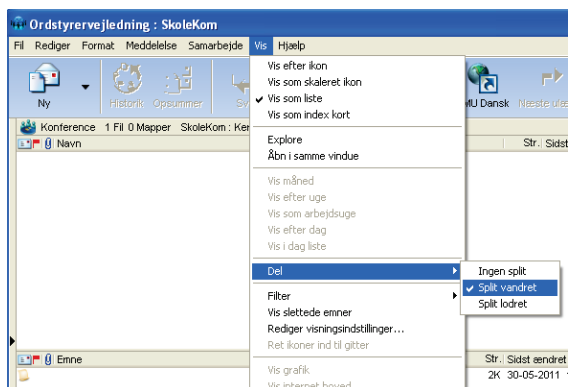 Ordstyrervejledning : SkoleKom
Fil Rediger Format Meddelelse Samarbejde Vis Hjælp
Ny Historik Opsummer Sv
MU Dansk Næste ulæs
Konference 1 Fil 0 Mapper SkoleKom : Ker
Navn Str. Sidst
Vis efter ikon
Vis som skaleret ikon
Vis som liste
Vis som index kort
Explore
Åbn i samme vindue
Vis måned
Vis efter uge
Vis som arbejdsuge
Vis efter dag
Vis i dag liste
Del
Ingen split
Split vandret
Split lodret
Filter
Vis slettede emner
Rediger visningsindstillinger...
Ret ikoner ind til gitter
Vis grafik
Vis internet hoved
Emne Str. Sidst ændret
2K 30-05-2011